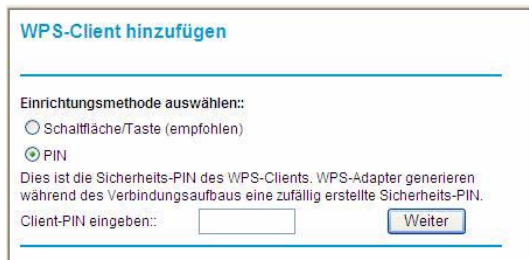 WPS-Client hinzufügen
Einrichtungsmethode auswählen::
Schaltfläche/Taste (empfohlen)
PIN
Dies ist die Sicherheits-PIN des WPS-Clients. WPS-Adapter generieren
während des Verbindungsaufbaus eine zufällig erstellte Sicherheits-PIN.
Client-PIN eingeben:: Weiter